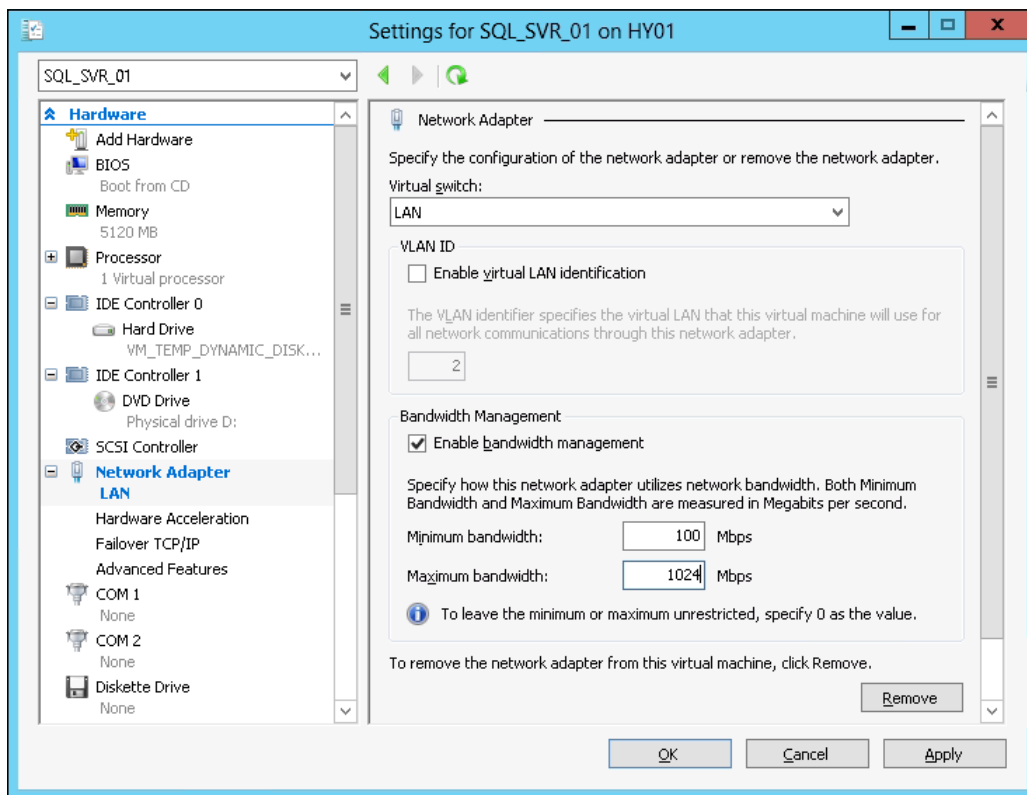 Settings for SQL_SVR_01 on HY01
SQL_SVR_01
Hardware
Add Hardware
BIOS
Boot from CD
Memory
5120 MB
Processor
1 Virtual processor
IDE Controller 0
Hard Drive
VM_TEMP_DYNAMIC_DISK...
IDE Controller 1
DVD Drive
Physical drive D:
SCSI Controller
Network Adapter
LAN
Hardware Acceleration
Failover TCP/IP
Advanced Features
COM 1
None
COM 2
None
Diskette Drive
None
Network Adapter
Specify the configuration of the network adapter or remove the network adapter.
Virtual switch:
LAN
VLAN ID
Enable virtual LAN identification
The VLAN identifier specifies the virtual LAN that this virtual machine will use for
all network communications through this network adapter.
2
Bandwidth Management
Enable bandwidth management
Specify how this network adapter utilizes network bandwidth. Both Minimum
Bandwidth and Maximum Bandwidth are measured in Megabits per second.
Minimum bandwidth: 100 Mbps
Maximum bandwidth: 1024 Mbps
To leave the minimum or maximum unrestricted, specify 0 as the value.
To remove the network adapter from this virtual machine, click Remove.
Remove
OK Cancel Apply